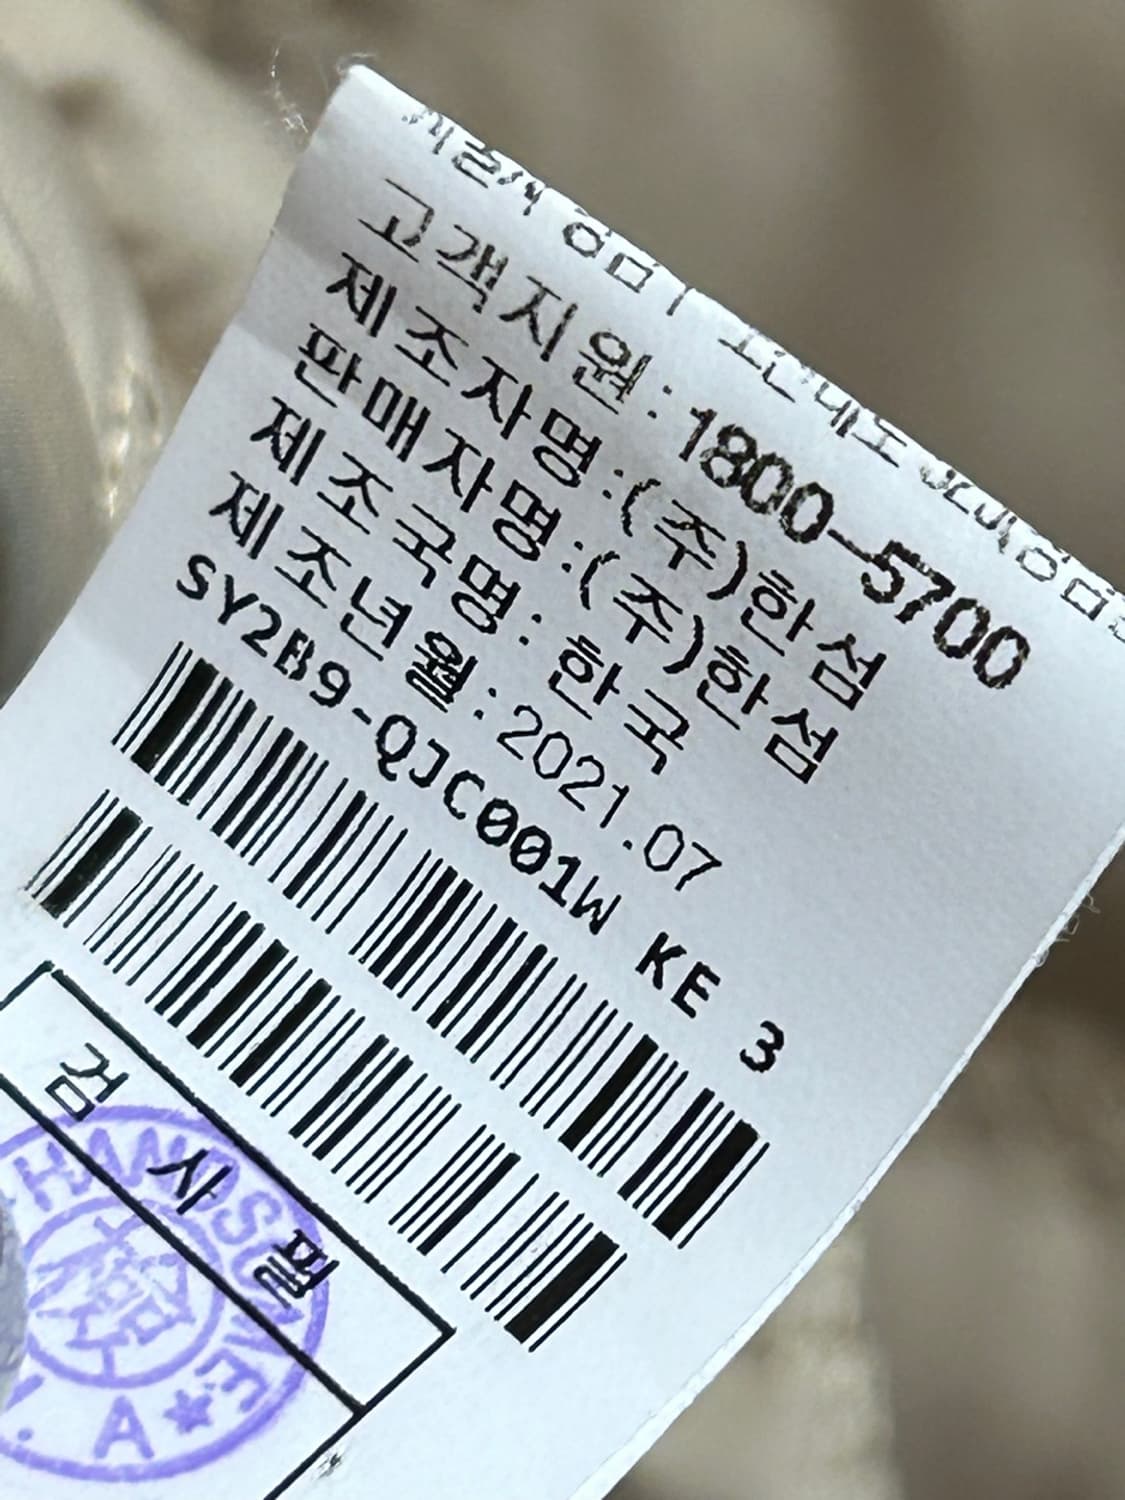 고객지원 : 1800-5700
제조자명 : (주)한섬
판매자명 : (주)한섬
제조국명 : 한국
제조년월 : 2021.07
SY2B9-QJC001W KE 3
검 사 필
HANDSOME
A ★